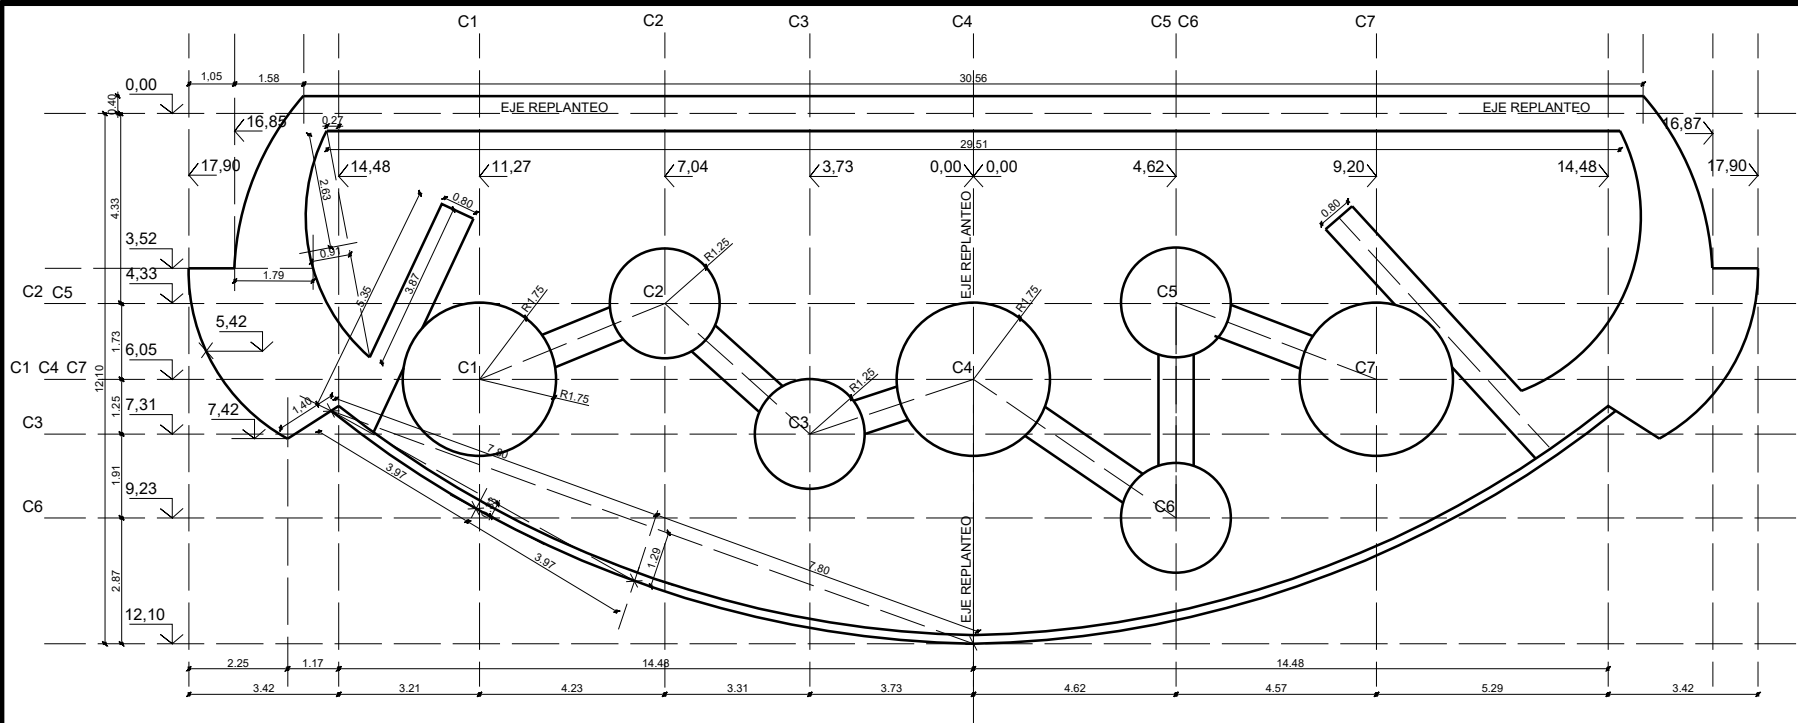 C1 C2 C3 C4 C5 C6 C7
1,05 1.58 30.56
0,00
0.40
EJE REPLANTEO EJE REPLANTEO
16,85 0.27 16,87
29.51
17,90 14,48 11,27 7,04 3,73 0,00 0,00 4,62 9,20 14,48 17,90
2.63
0.80 0.80
4.33
EJE REPLANTEO
3,52
R1.25
0.91
1.79
4,33
C2 C5
C2 C5
5.35 3.87
R1.75 R1.75
5,42
1.73
6,05
C1 C4 C7
12.10
C1 C4 C7
R1.75 R1.25
1.40
1.25
7,31
7,42
C3
C3
7.80
3.97
1.91
9,23
C6
C6
3.97
1.29
7.80
EJE REPLANTEO
2.87
12,10
2.25 1.17 14.48 14.48
3.42 3.21 4.23 3.31 3.73 4.62 4.57 5.29 3.42